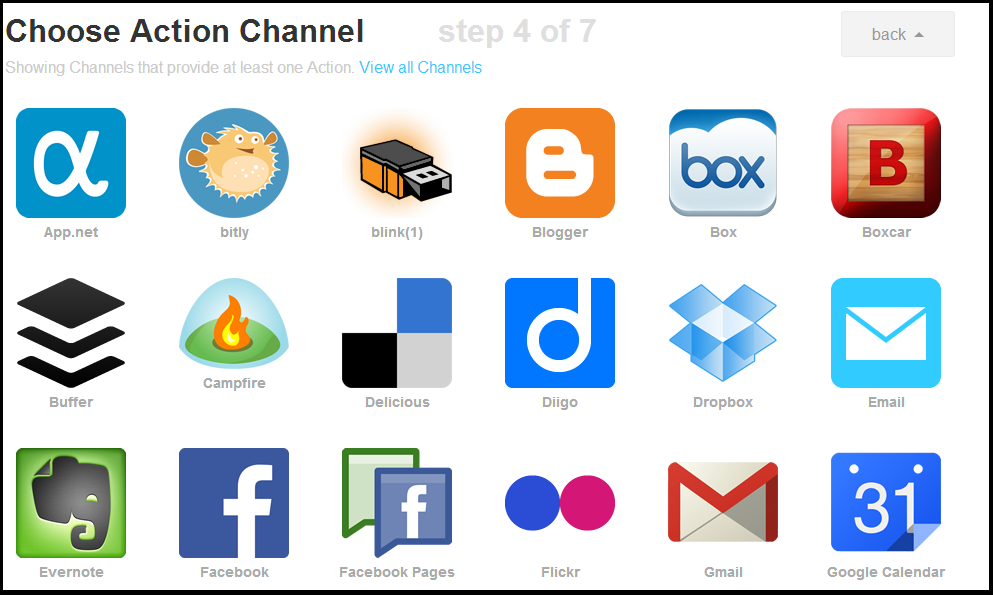 Choose Action Channel step 4 of 7 back
Showing Channels that provide at least one Action. View all Channels
α box B
App.net bitly blink(1) Blogger Box Boxcar
d
Buffer Campfire Delicious Diigo Dropbox Email
f f 31
Evernote Facebook Facebook Pages Flickr Gmail Google Calendar